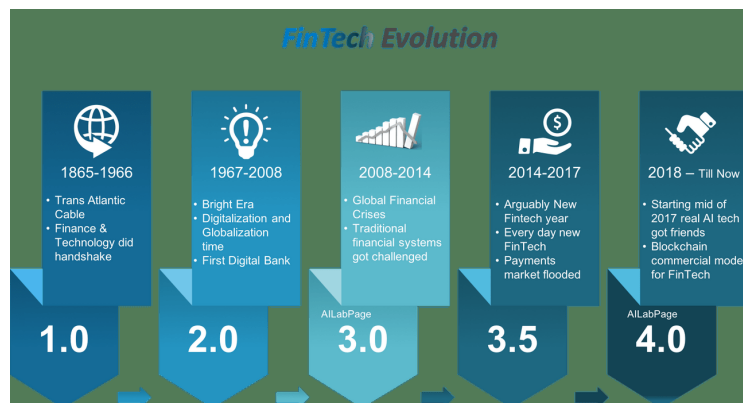 FinTech Evolution
1865-1966
• Trans Atlantic
Cable
• Finance &
Technology did
handshake
1.0
1967-2008
• Bright Era
• Digitalization and
Globalization
time
• First Digital Bank
2.0
2008-2014
• Global Financial
Crises
• Traditional
financial systems
got challenged
AILabPage
3.0
2014-2017
• Arguably New
Fintech year
• Every day new
FinTech
• Payments
market flooded
3.5
2018 – Till Now
• Starting mid of
2017 real AI tech
got friends
• Blockchain
commercial mode
for FinTech
AILabPage
4.0